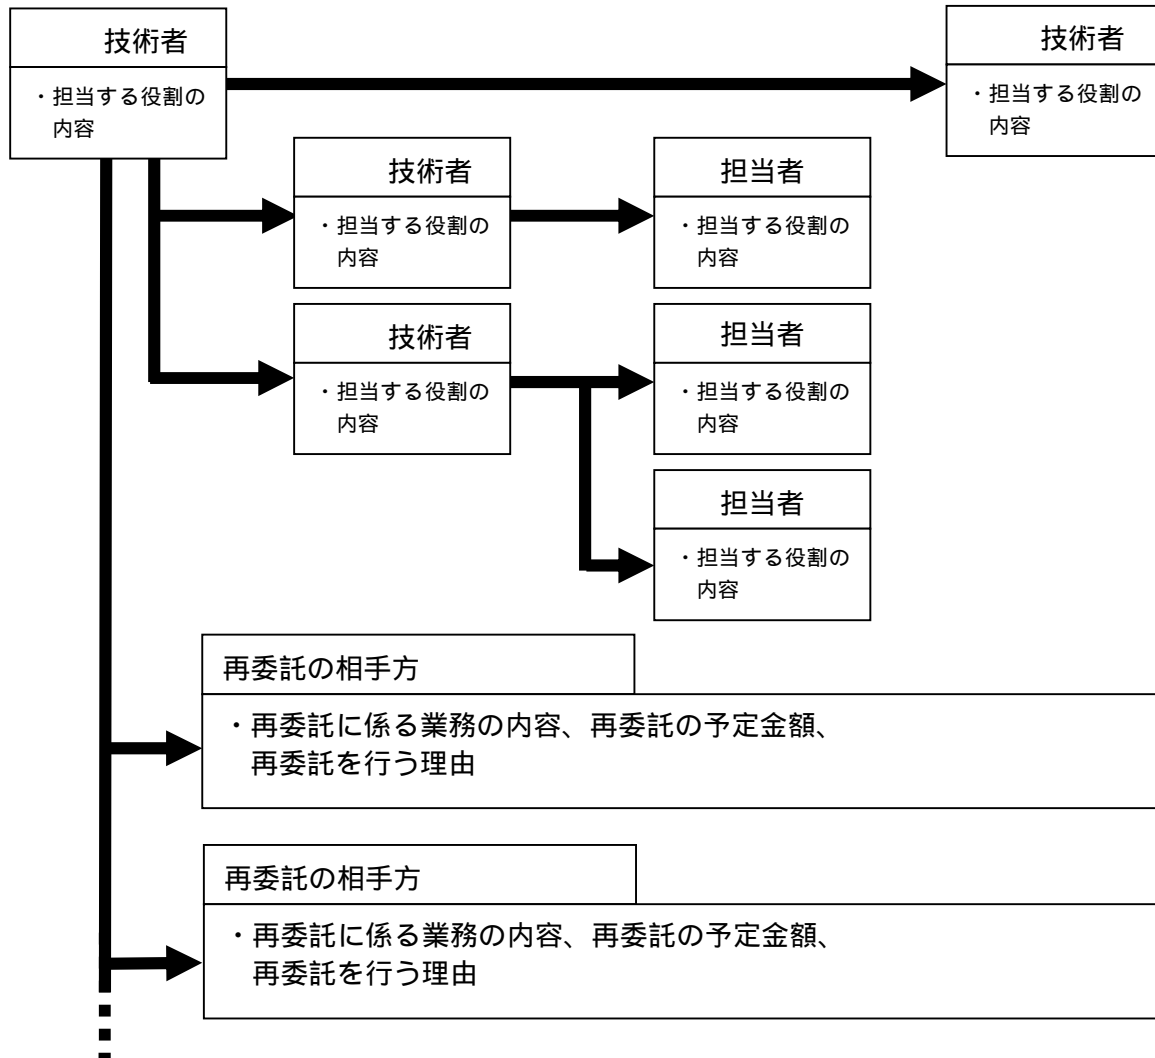 技術者
・担当する役割の
内容
技術者
・担当する役割の
内容
技術者
・担当する役割の
内容
担当者
・担当する役割の
内容
技術者
・担当する役割の
内容
担当者
・担当する役割の
内容
担当者
・担当する役割の
内容
再委託の相手方
・再委託に係る業務の内容、再委託の予定金額、
再委託を行う理由
再委託の相手方
・再委託に係る業務の内容、再委託の予定金額、
再委託を行う理由